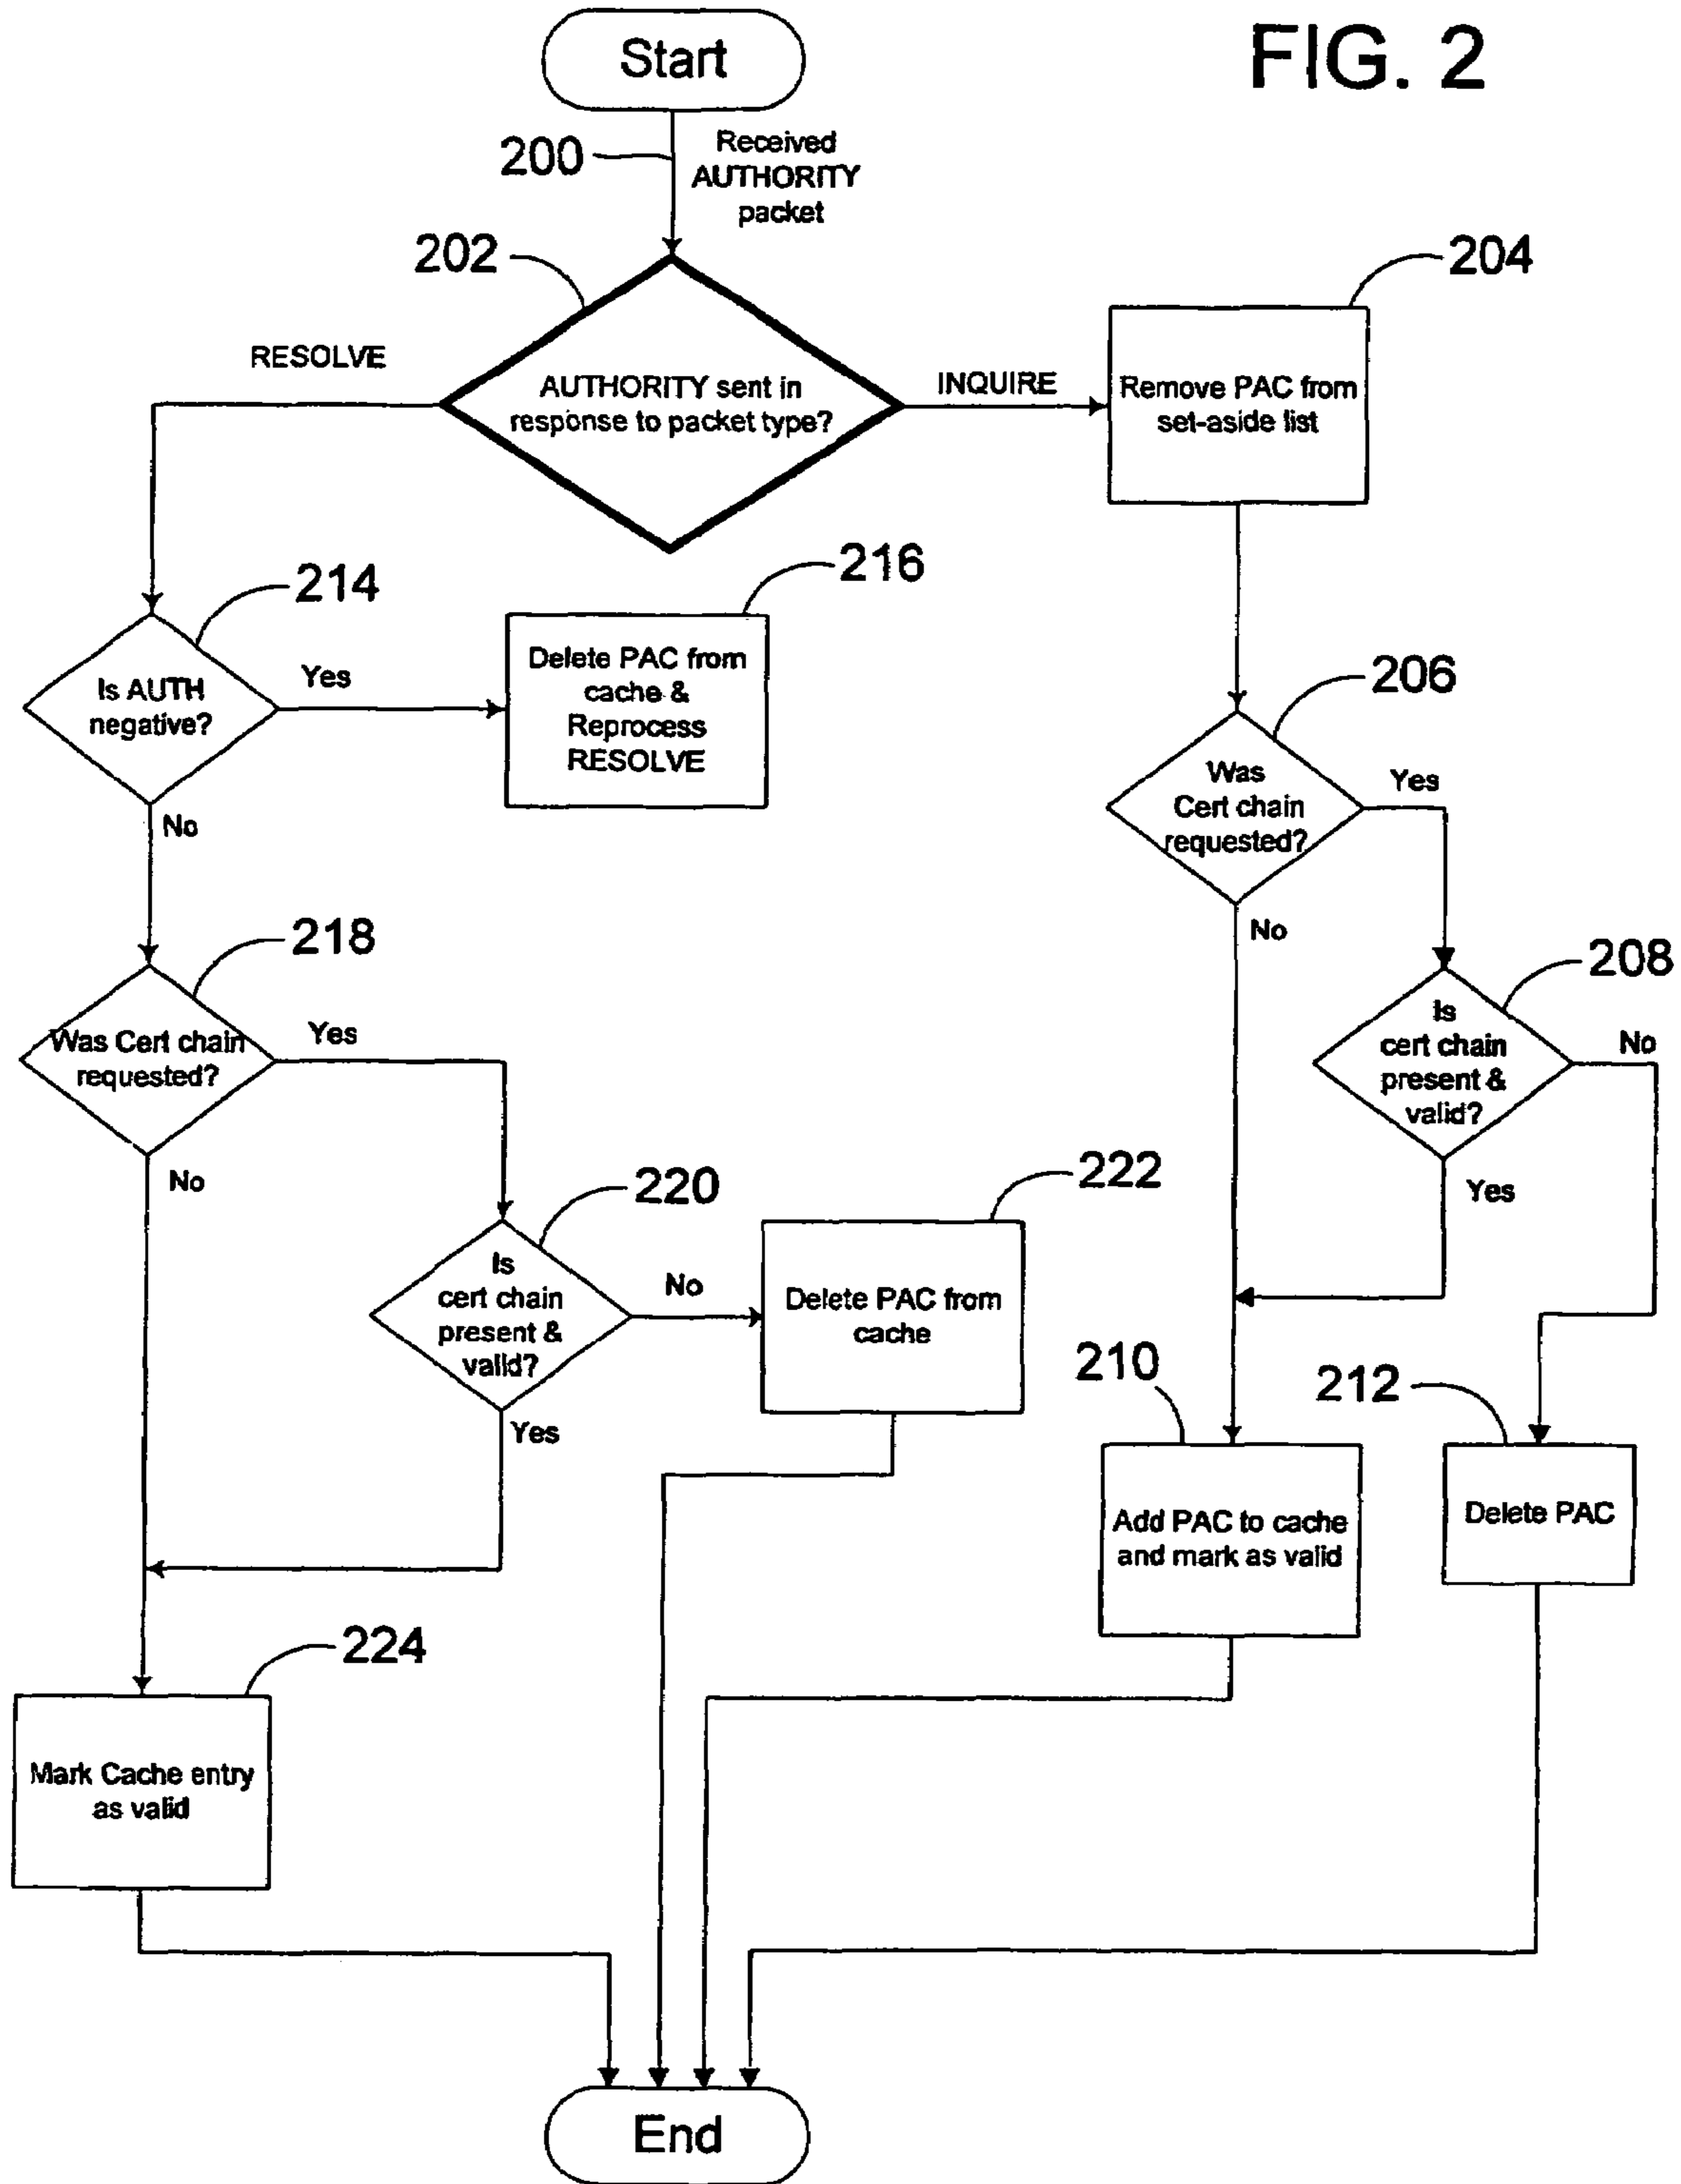 FIG. 2
Start
200
Received
AUTHORITY
packet
202
204
RESOLVE
AUTHORITY sent in
response to packet type?
INQUIRE
Remove PAC from
set-aside list
214
216
Is AUTH
negative?
Yes
Delete PAC from
cache &
Reprocess
RESOLVE
No
206
Was
Cert chain
requested?
Yes
No
218
208
Was Cert chain
requested?
Yes
No
Is
cert chain
present &
valid?
No
Yes
220
222
Is
cert chain
present &
valid?
No
Delete PAC from
cache
Yes
210
212
Add PAC to cache
and mark as valid
Delete PAC
224
Mark Cache entry
as valid
End